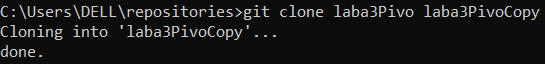 C:\Users\DELL\repositories>git clone laba3Pivo laba3PivoCopy
Cloning into 'laba3PivoCopy'...
done.